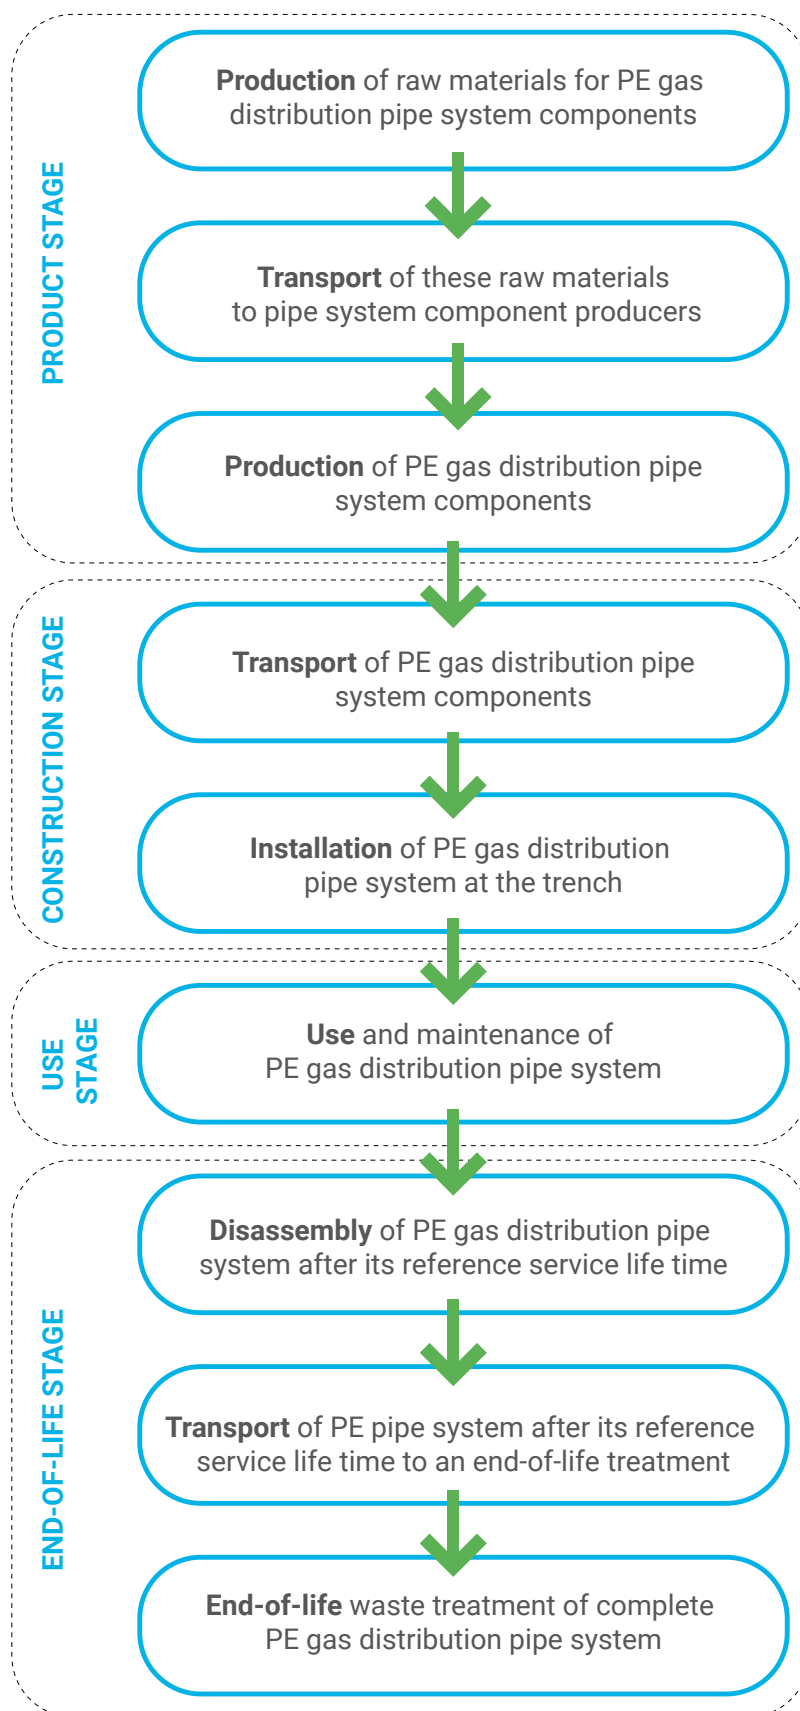 PRODUCT STAGE
Production of raw materials for PE gas
distribution pipe system components
Transport of these raw materials
to pipe system component producers
Production of PE gas distribution pipe
system components
CONSTRUCTION STAGE
Transport of PE gas distribution pipe
system components
Installation of PE gas distribution
pipe system at the trench
USE
STAGE
Use and maintenance of
PE gas distribution pipe system
END-OF-LIFE STAGE
Disassembly of PE gas distribution pipe
system after its reference service life time
Transport of PE pipe system after its reference
service life time to an end-of-life treatment
End-of-life waste treatment of complete
PE gas distribution pipe system